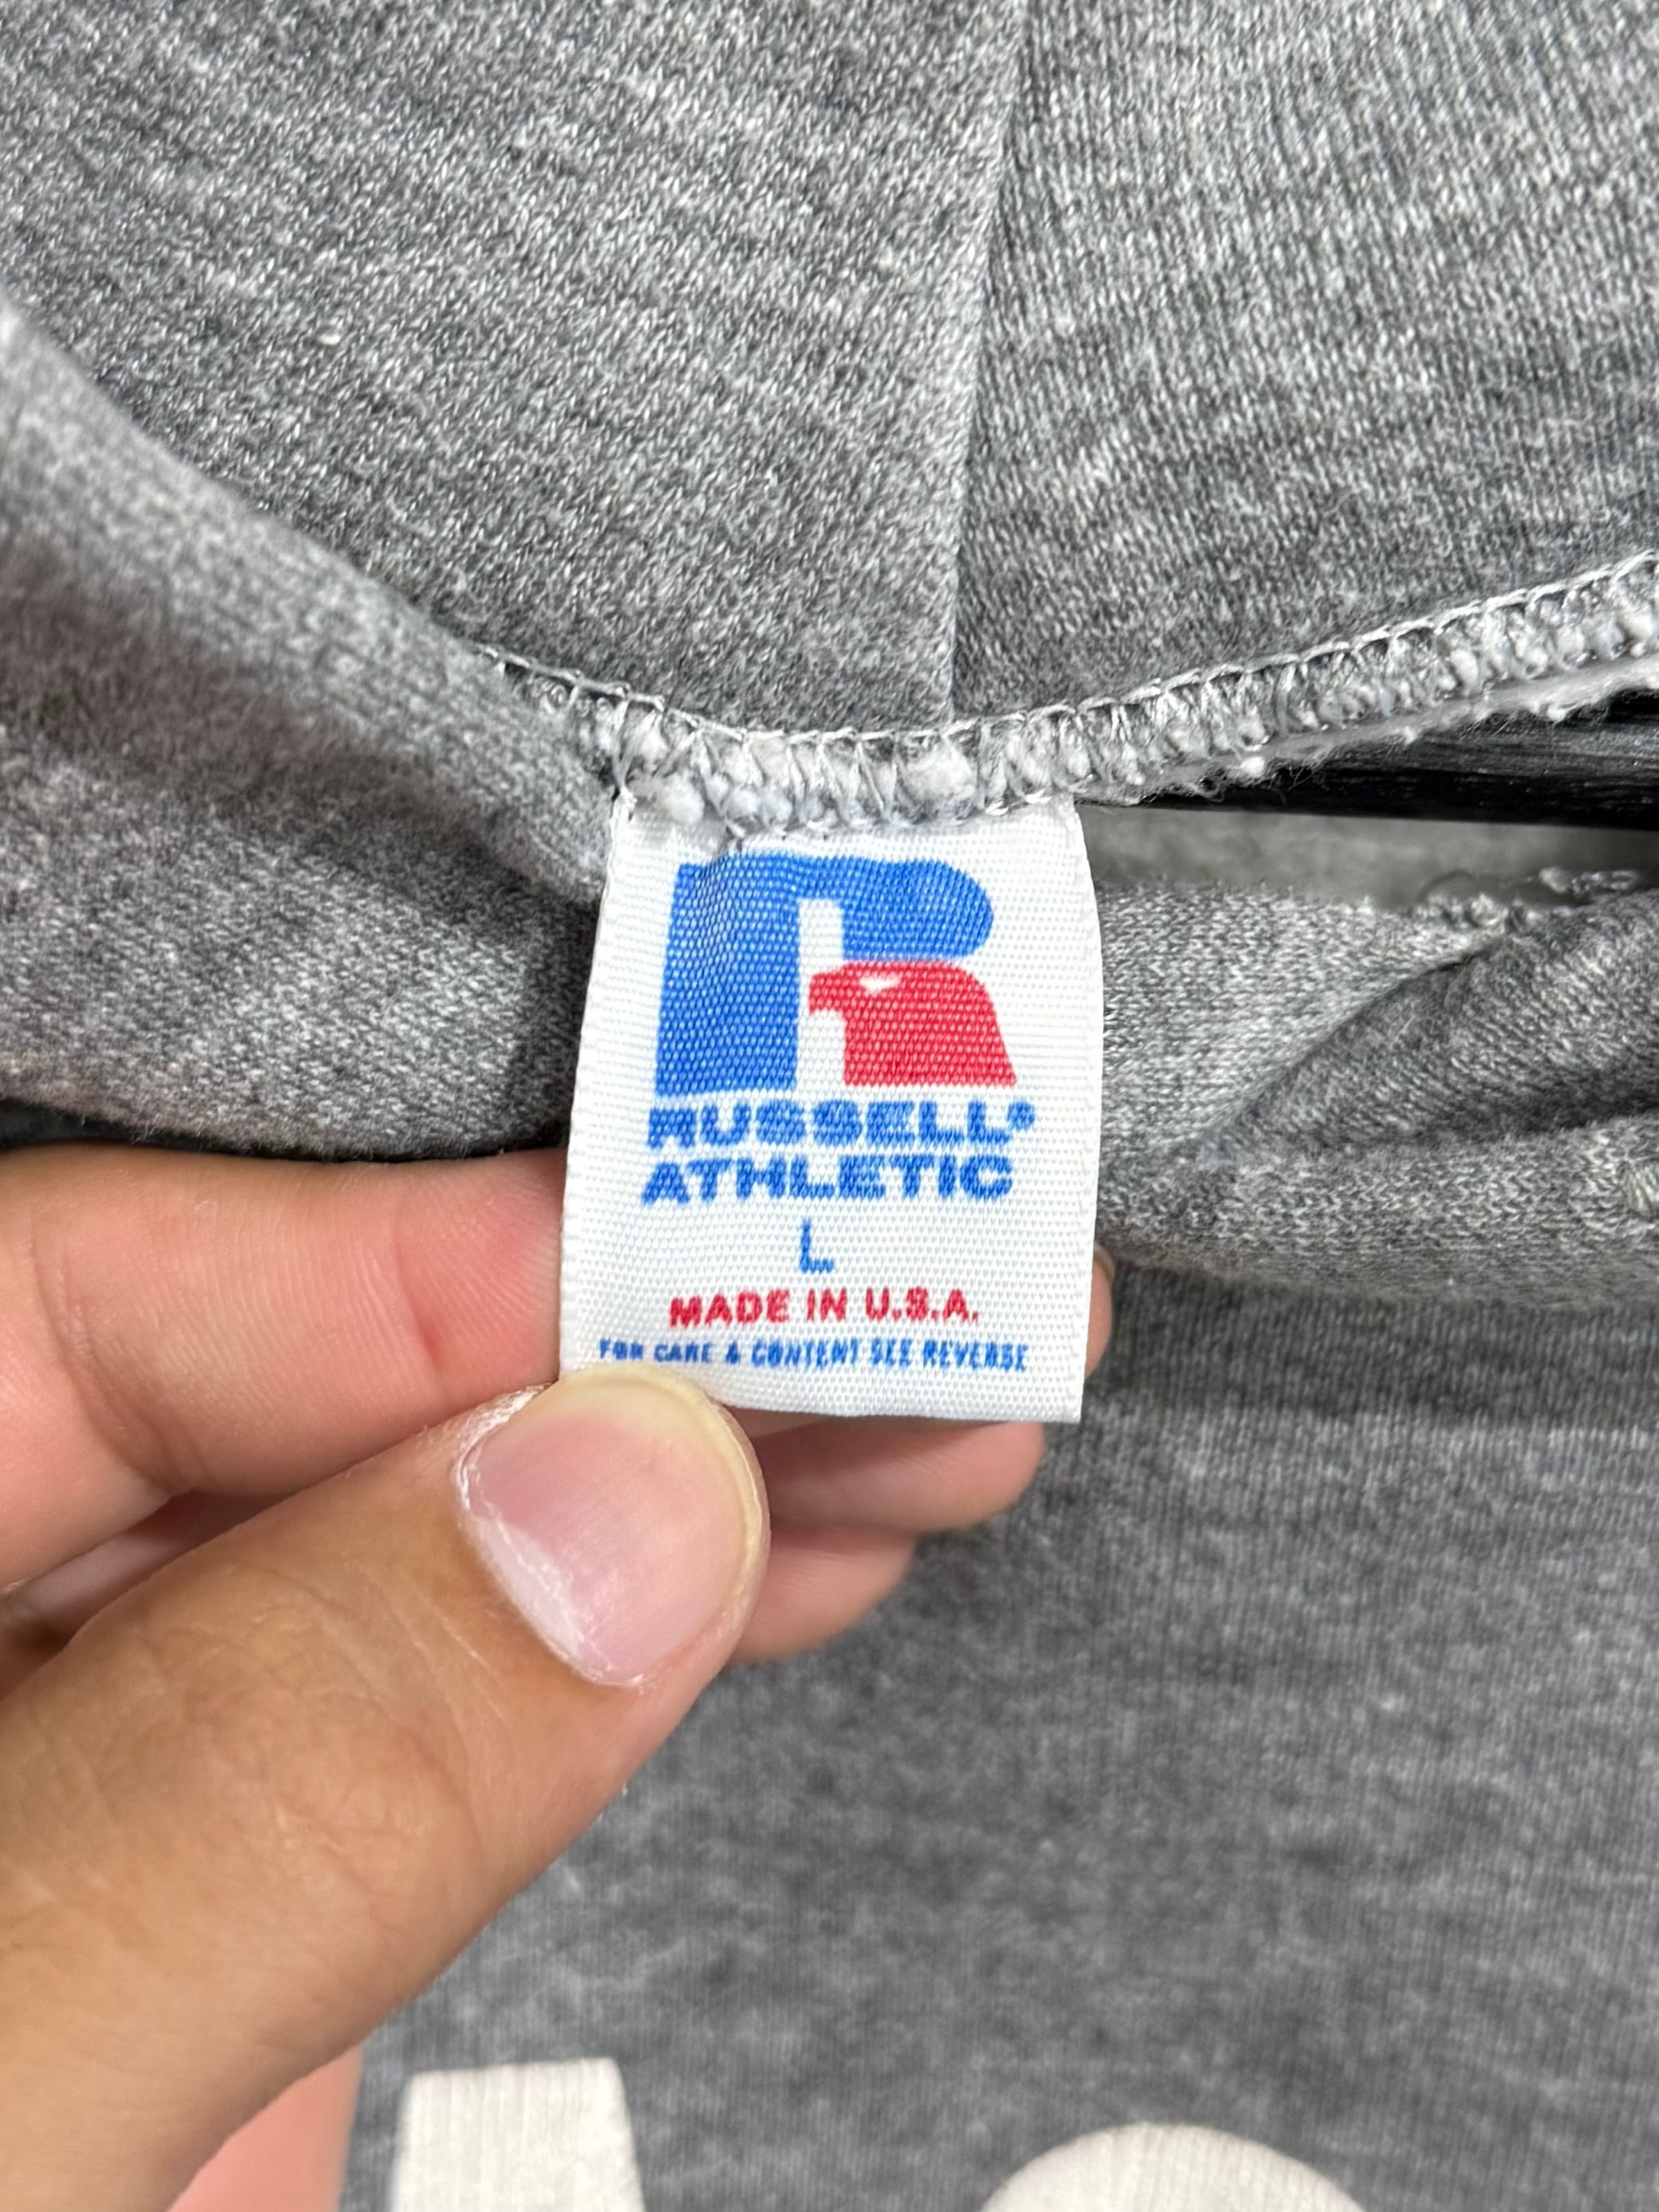 R
RUSSELL®
ATHLETIC
L
MADE IN U.S.A.
FOR CARE & CONTENT SEE REVERSE